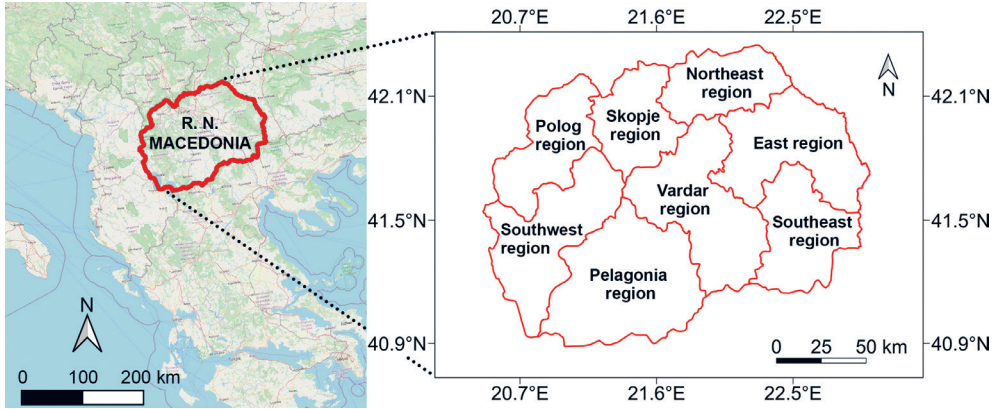 R. N.
MACEDONIA
N
0 100 200 km
20.7°E 21.6°E 22.5°E
42.1°N 42.1°N
41.5°N 41.5°N
40.9°N 40.9°N
20.7°E 21.6°E 22.5°E
N
Northeast
region
Skopje
region
Polog
region
East region
Vardar
region
Southeast
region
Southwest
region
Pelagonia
region
0 25 50 km